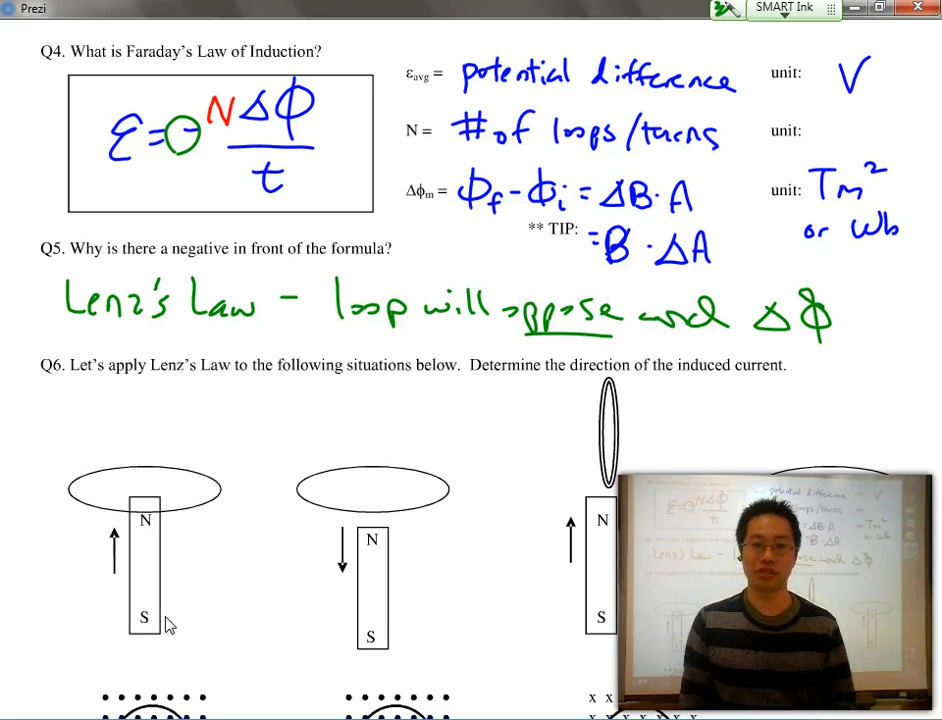 Prezi
SMART Ink
Q4. What is Faraday's Law of Induction?
ℰ = - NΔϕ / t
εavg = potential difference unit: V
N = # of loops/turns unit:
Δϕm = ϕf - ϕi = ΔB · A unit: Tm²
** TIP: = B · ΔA or Wb
Q5. Why is there a negative in front of the formula?
Lenz's Law - loop will oppose Δϕ
Q6. Let's apply Lenz's Law to the following situations below. Determine the direction of the induced current.
N
N
N
S
S
S
x x
x x x x x x x